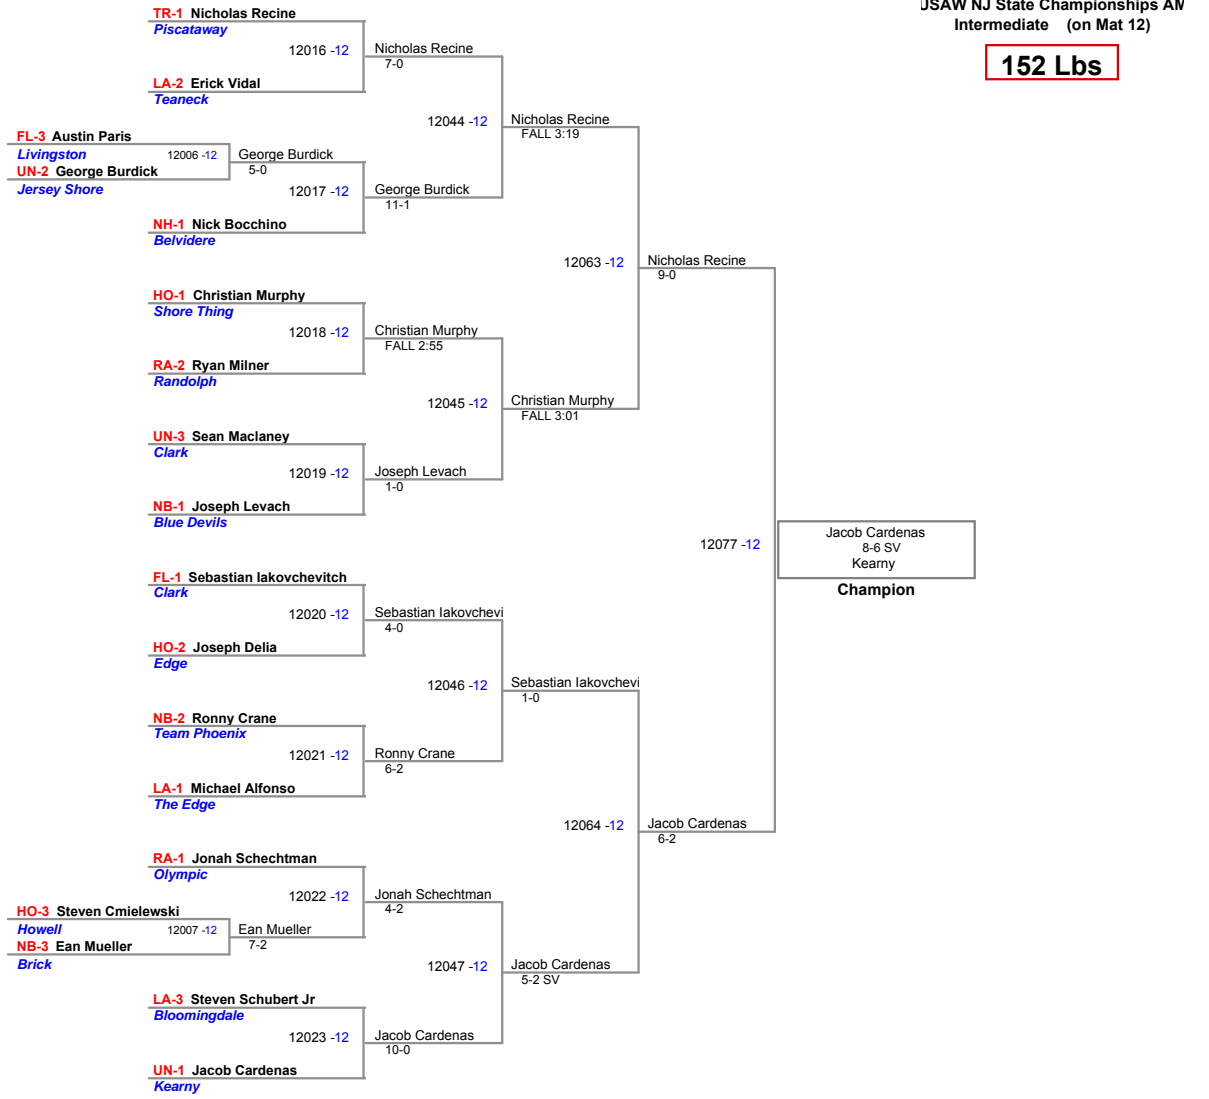 USAW NJ State Championships AM
Intermediate (on Mat 12)
152 Lbs
TR-1 Nicholas Recine
Piscataway
12016 -12
Nicholas Recine
7-0
LA-2 Erick Vidal
Teaneck
12044 -12
Nicholas Recine
FALL 3:19
FL-3 Austin Paris
Livingston
12006 -12
George Burdick
5-0
UN-2 George Burdick
Jersey Shore
12017 -12
George Burdick
11-1
NH-1 Nick Bocchino
Belvidere
12063 -12
Nicholas Recine
9-0
HO-1 Christian Murphy
Shore Thing
12018 -12
Christian Murphy
FALL 2:55
RA-2 Ryan Milner
Randolph
12045 -12
Christian Murphy
FALL 3:01
UN-3 Sean Maclaney
Clark
12019 -12
Joseph Levach
1-0
NB-1 Joseph Levach
Blue Devils
12077 -12
Jacob Cardenas
8-6 SV
Kearny
Champion
FL-1 Sebastian Iakovchevitch
Clark
12020 -12
Sebastian Iakovchevi
4-0
HO-2 Joseph Delia
Edge
12046 -12
Sebastian Iakovchevi
1-0
NB-2 Ronny Crane
Team Phoenix
12021 -12
Ronny Crane
6-2
LA-1 Michael Alfonso
The Edge
12064 -12
Jacob Cardenas
6-2
RA-1 Jonah Schechtman
Olympic
12022 -12
Jonah Schechtman
4-2
HO-3 Steven Cmielewski
Howell
12007 -12
Ean Mueller
7-2
NB-3 Ean Mueller
Brick
12047 -12
Jacob Cardenas
5-2 SV
LA-3 Steven Schubert Jr
Bloomingdale
12023 -12
Jacob Cardenas
10-0
UN-1 Jacob Cardenas
Kearny